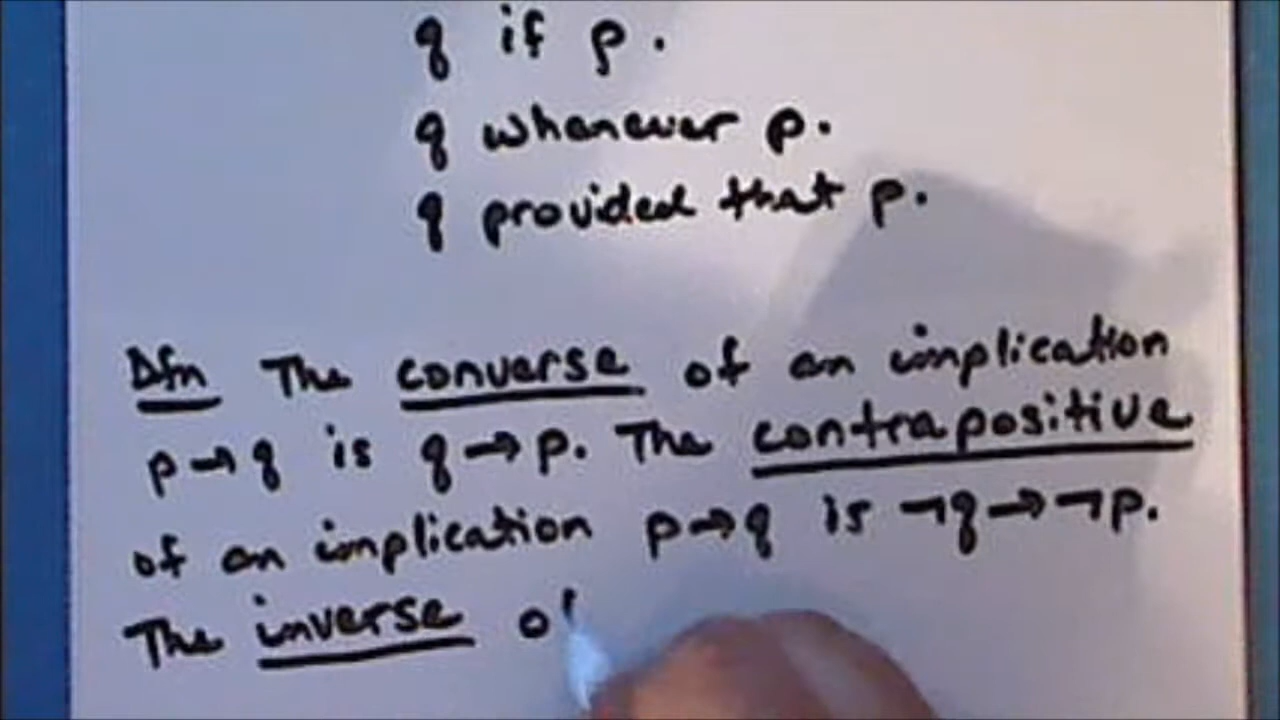 q if p.
q whenever p.
q provided that p.
Dfn The converse of an implication
p→q is q→p. The contrapositive
of an implication p→q is ¬q→¬p.
The inverse of